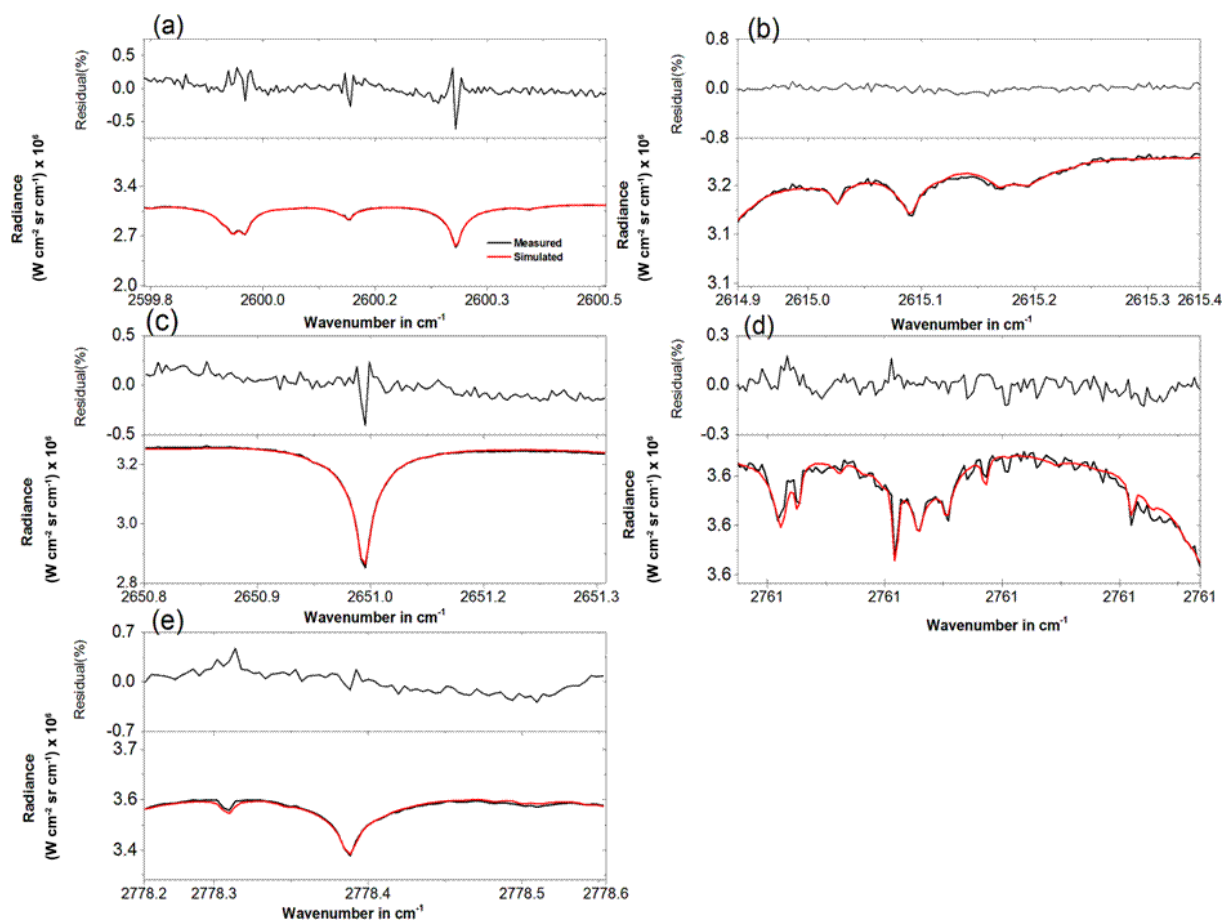 (a)
Residual(%)
0.5
0.0
-0.5
Radiance
(W cm⁻² sr cm⁻¹) x 10⁶
3.4
2.7
2.0
Measured
Simulated
2599.8 2600.0 2600.2 2600.3 2600.5
Wavenumber in cm⁻¹
(b)
Residual(%)
0.8
0.0
-0.8
Radiance
(W cm⁻² sr cm⁻¹) x 10⁶
3.2
3.1
3.1
2614.9 2615.0 2615.1 2615.2 2615.3 2615.4
Wavenumber in cm⁻¹
(c)
Residual(%)
0.5
0.0
-0.5
Radiance
(W cm⁻² sr cm⁻¹) x 10⁶
3.2
3.0
2.8
2650.8 2650.9 2651.0 2651.2 2651.3
Wavenumber in cm⁻¹
(d)
Residual(%)
0.3
0.0
-0.3
Radiance
(W cm⁻² sr cm⁻¹) x 10⁶
3.6
3.6
3.6
2761 2761 2761 2761 2761
Wavenumber in cm⁻¹
(e)
Residual(%)
0.7
0.0
-0.7
Radiance
(W cm⁻² sr cm⁻¹) x 10⁶
3.7
3.6
3.4
2778.2 2778.3 2778.4 2778.5 2778.6
Wavenumber in cm⁻¹